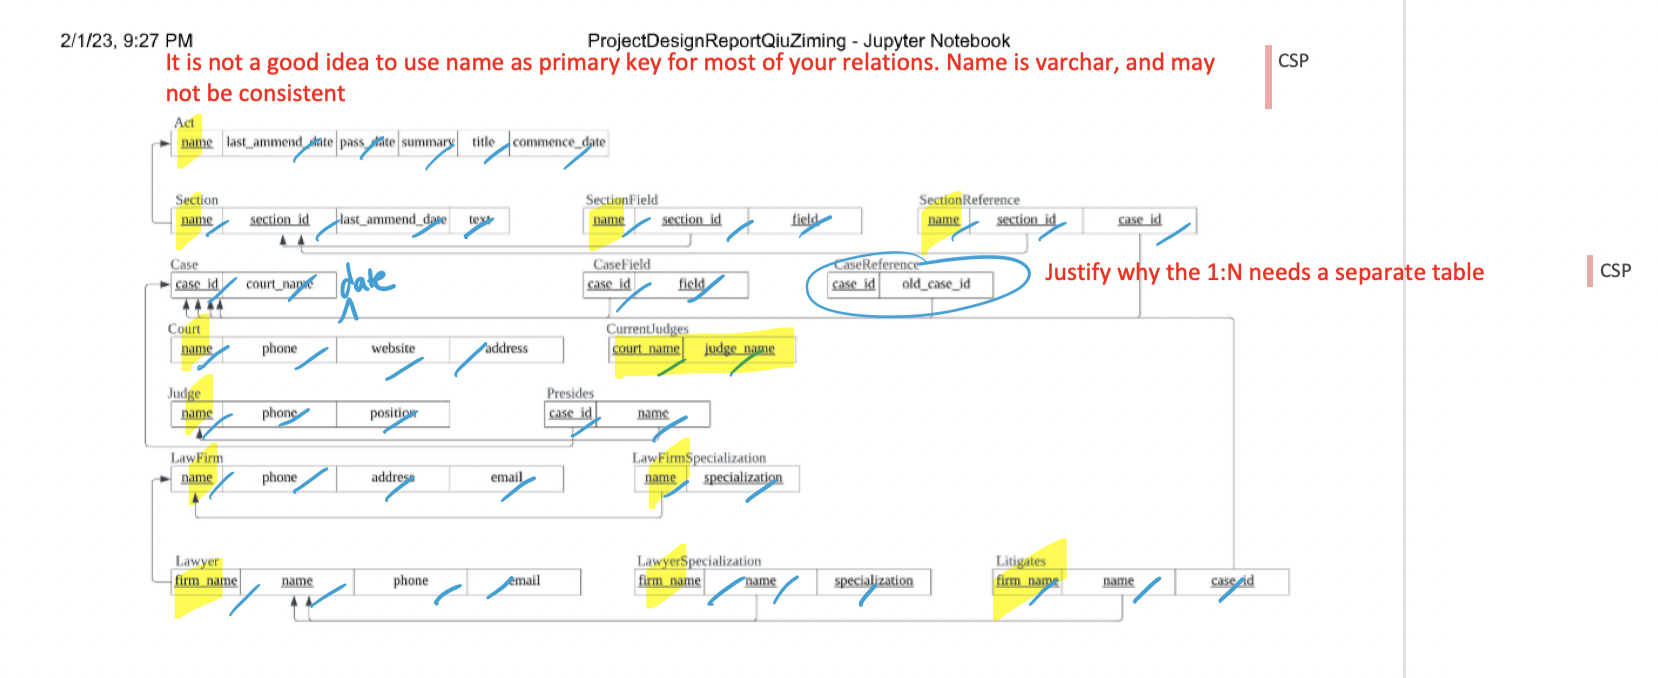 2/1/23, 9:27 PM ProjectDesignReportQiuZiming - Jupyter Notebook
It is not a good idea to use name as primary key for most of your relations. Name is varchar, and may CSP
not be consistent
Act
name last_ammend_date pass_date summary title commence_date
Section SectionField SectionReference
name section_id last_ammend_date text name section_id field name section_id case_id
Case CaseField CaseReference
case_id court_name date case_id field case_id old_case_id Justify why the 1:N needs a separate table CSP
Court CurrentJudges
name phone website address court_name judge_name
Judge Presides
name phone position case_id name
LawFirm LawFirmSpecialization
name phone address email name specialization
Lawyer LawyerSpecialization Litigates
firm_name name phone email firm_name name specialization firm_name name case_id